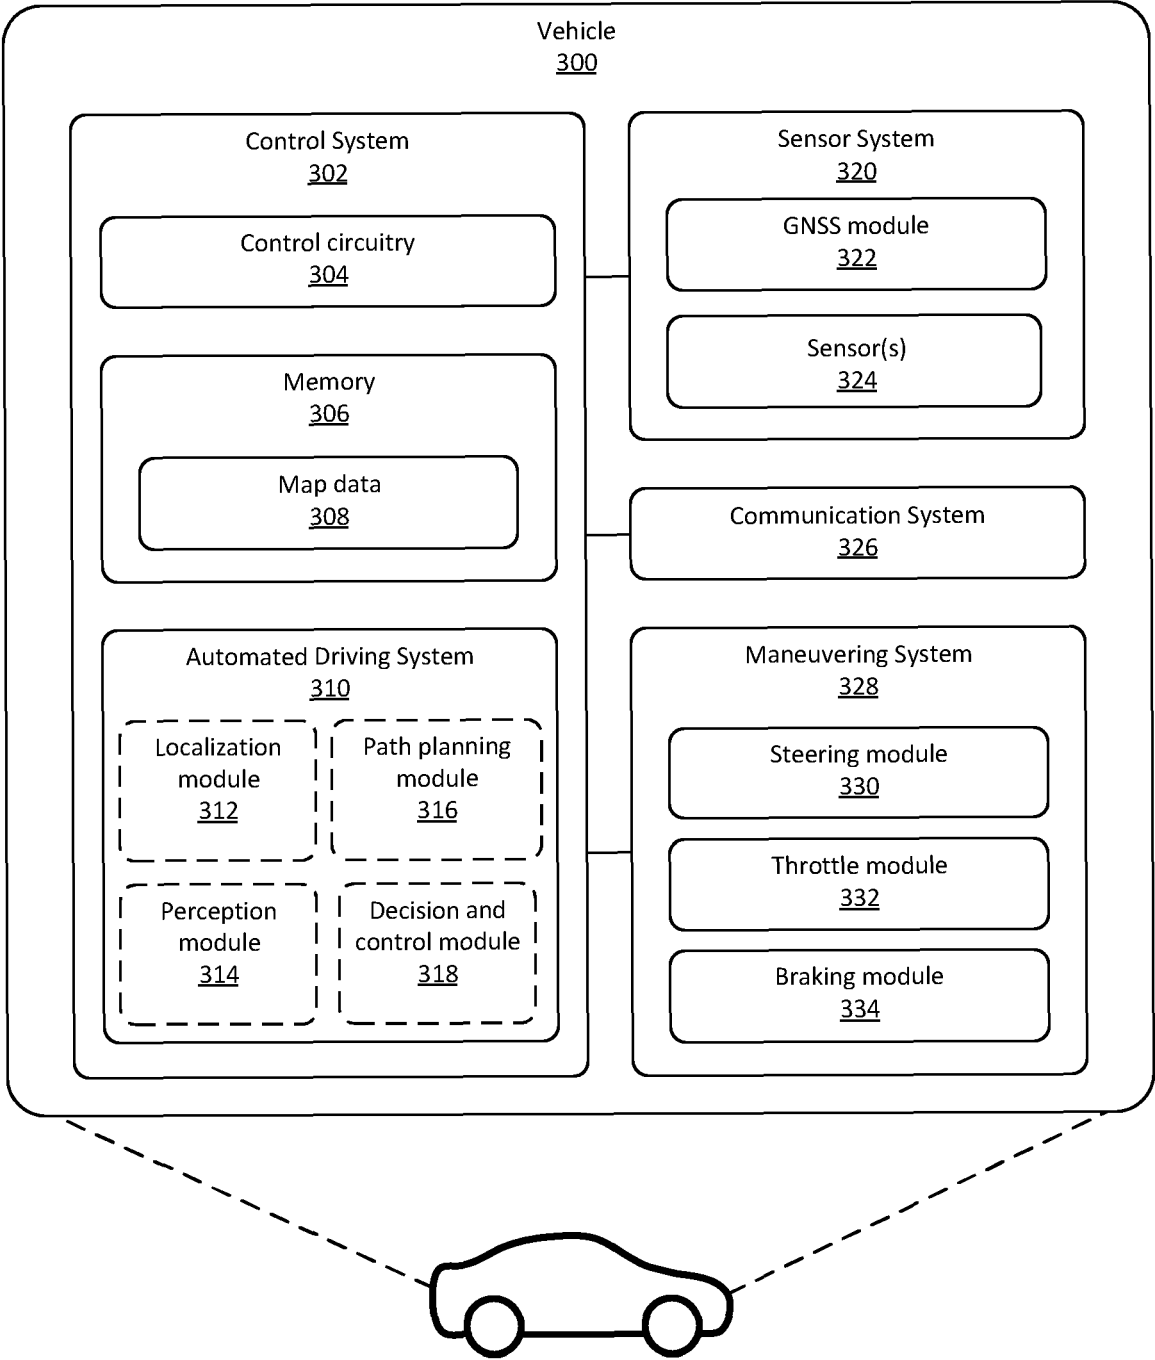 Vehicle
300
Control System
302
Control circuitry
304
Memory
306
Map data
308
Automated Driving System
310
Localization
module
312
Path planning
module
316
Perception
module
314
Decision and
control module
318
Sensor System
320
GNSS module
322
Sensor(s)
324
Communication System
326
Maneuvering System
328
Steering module
330
Throttle module
332
Braking module
334